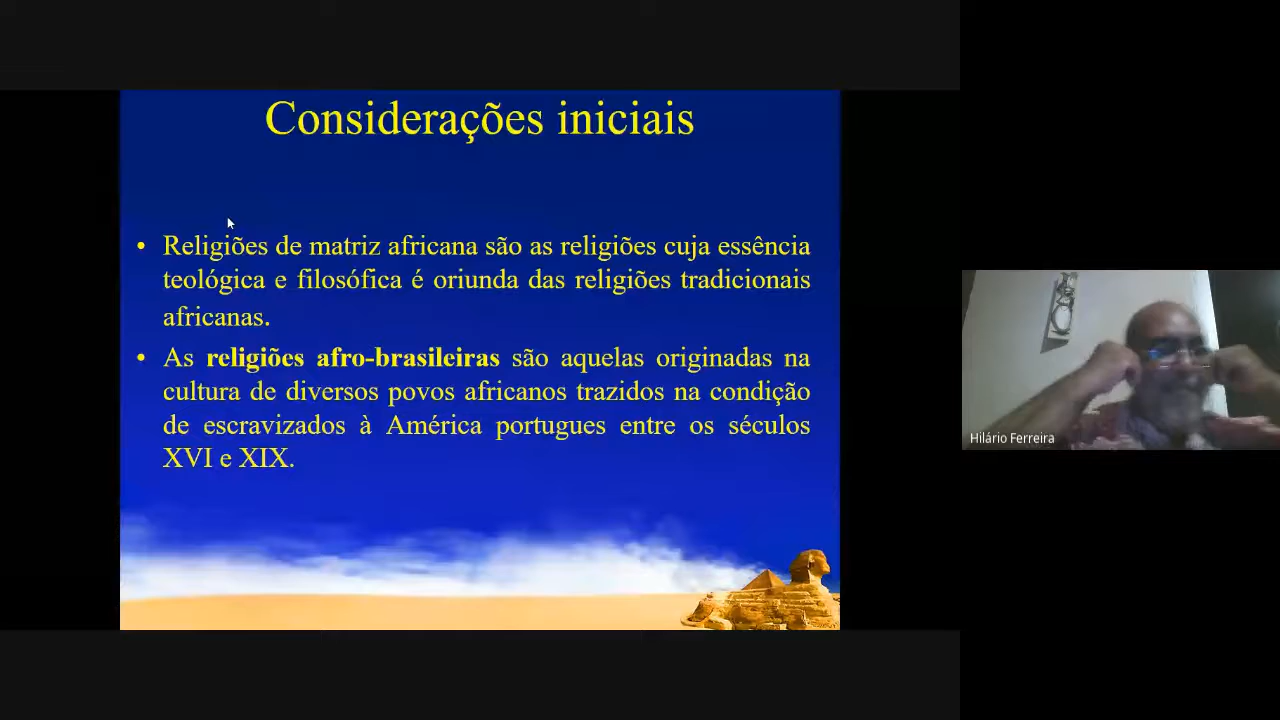 Considerações iniciais
• Religiões de matriz africana são as religiões cuja essência
teológica e filosófica é oriunda das religiões tradicionais
africanas.
• As religiões afro-brasileiras são aquelas originadas na
cultura de diversos povos africanos trazidos na condição
de escravizados à América portugues entre os séculos
XVI e XIX.
Hilário Ferreira